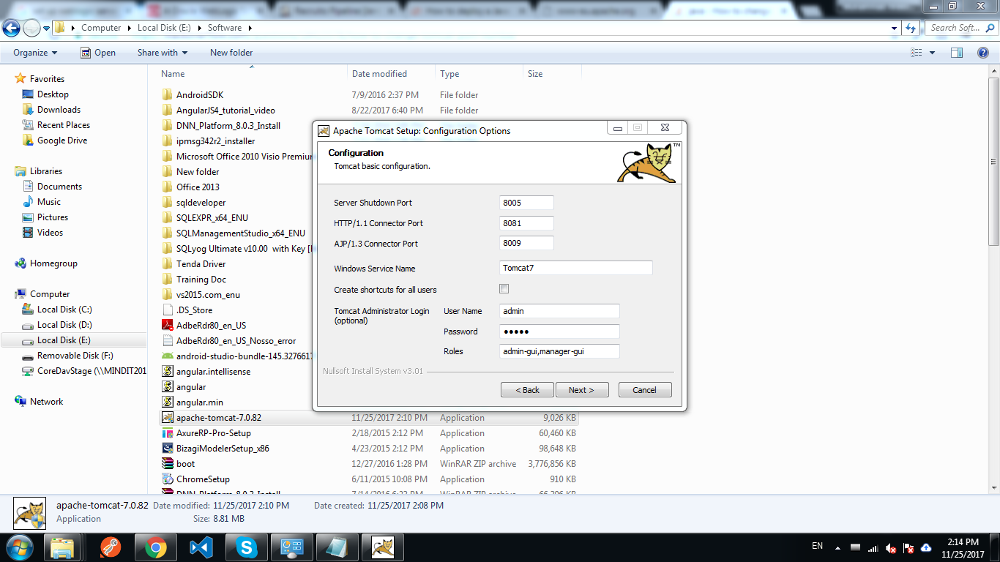 Computer Local Disk (E:) Software
Search Soft...
Organize Open Share with New folder
Name Date modified Type Size
Favorites
Desktop
Downloads
Recent Places
Google Drive
Libraries
Documents
Music
Pictures
Videos
Homegroup
Computer
Local Disk (C:)
Local Disk (D:)
Local Disk (E:)
Removable Disk (F:)
CoreDavStage (\\MINDIT201
Network
AndroidSDK 7/9/2016 2:37 PM File folder
AngularJS4_tutorial_video 8/22/2017 6:40 PM File folder
DNN_Platform_8.0.3_Install
ipmsg342r2_installer
Microsoft Office 2010 Visio Premium
New folder
Office 2013
sqldeveloper
SQLEXPR_x64_ENU
SQLManagementStudio_x64_ENU
SQLyog Ultimate v10.00 with Key [
Tenda Driver
Training Doc
vs2015.com_enu
.DS_Store
AdbeRdr80_en_US
AdbeRdr80_en_US_Nosso_error
android-studio-bundle-145.3276617
angular.intellisense
angular
angular.min
apache-tomcat-7.0.82 11/25/2017 2:10 PM Application 9,026 KB
AxureRP-Pro-Setup 2/18/2015 2:12 PM Application 60,460 KB
BizagiModelerSetup_x86 4/23/2015 2:12 PM Application 98,648 KB
boot 12/27/2016 1:28 PM WinRAR ZIP archive 3,776,856 KB
ChromeSetup 6/11/2015 10:08 PM Application 910 KB
DNN_Platform_8.0.3_Install 7/14/2016 6:22 PM WinRAR ZIP archive
Apache Tomcat Setup: Configuration Options
Configuration
Tomcat basic configuration.
TM
Server Shutdown Port 8005
HTTP/1.1 Connector Port 8081
AJP/1.3 Connector Port 8009
Windows Service Name Tomcat7
Create shortcuts for all users
Tomcat Administrator Login
(optional)
User Name admin
Password •••••
Roles admin-gui,manager-gui
Nullsoft Install System v3.01
< Back Next > Cancel
apache-tomcat-7.0.82 Date modified: 11/25/2017 2:10 PM Date created: 11/25/2017 2:08 PM
Application Size: 8.81 MB
EN
2:14 PM
11/25/2017